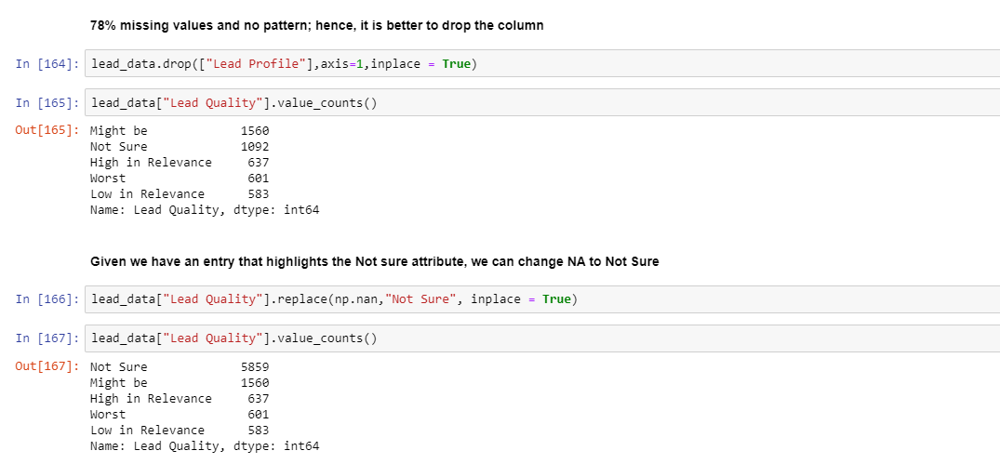 78% missing values and no pattern; hence, it is better to drop the column
In [164]: lead_data.drop(["Lead Profile"],axis=1,inplace = True)
In [165]: lead_data["Lead Quality"].value_counts()
Out[165]: Might be             1560
Not Sure             1092
High in Relevance     637
Worst                 601
Low in Relevance      583
Name: Lead Quality, dtype: int64
Given we have an entry that highlights the Not sure attribute, we can change NA to Not Sure
In [166]: lead_data["Lead Quality"].replace(np.nan,"Not Sure", inplace = True)
In [167]: lead_data["Lead Quality"].value_counts()
Out[167]: Not Sure             5859
Might be             1560
High in Relevance     637
Worst                 601
Low in Relevance      583
Name: Lead Quality, dtype: int64